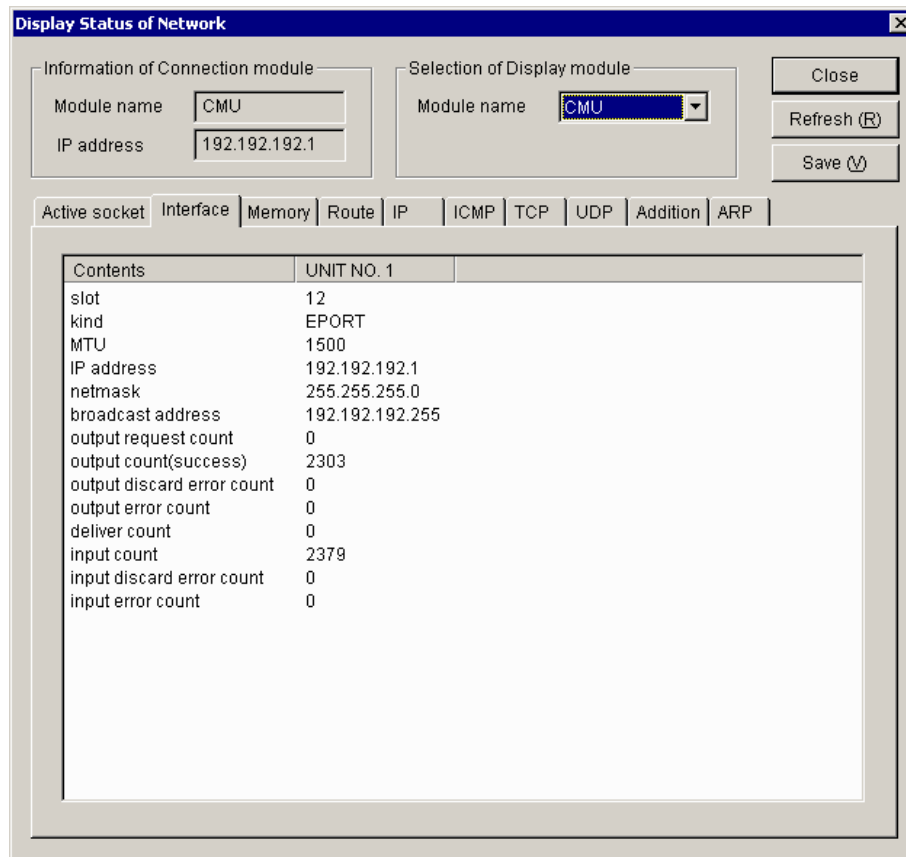 Display Status of Network
Information of Connection module
Module name CMU
IP address 192.192.192.1
Selection of Display module
Module name CMU
Close
Refresh (R)
Save (V)
Active socket Interface Memory Route IP ICMP TCP UDP Addition ARP
Contents UNIT NO. 1
slot 12
kind EPORT
MTU 1500
IP address 192.192.192.1
netmask 255.255.255.0
broadcast address 192.192.192.255
output request count 0
output count(success) 2303
output discard error count 0
output error count 0
deliver count 0
input count 2379
input discard error count 0
input error count 0